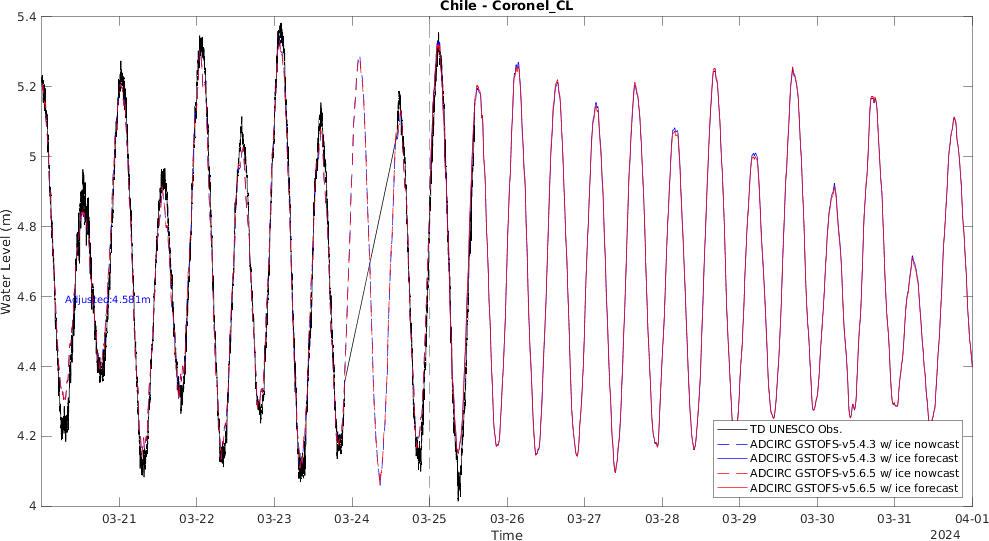 Chile - Coronel_CL
Water Level (m)
5.4
5.2
5
4.8
4.6
4.4
4.2
4
Adjusted:4.581m
TD UNESCO Obs.
ADCIRC GSTOFS-v5.4.3 w/ ice nowcast
ADCIRC GSTOFS-v5.4.3 w/ ice forecast
ADCIRC GSTOFS-v5.6.5 w/ ice nowcast
ADCIRC GSTOFS-v5.6.5 w/ ice forecast
03-21 03-22 03-23 03-24 03-25 03-26 03-27 03-28 03-29 03-30 03-31 04-01
Time
2024